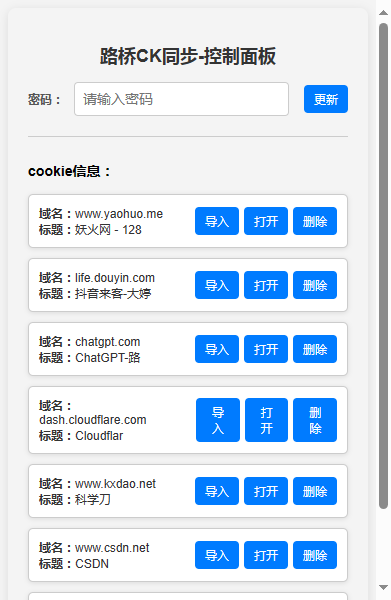 路桥CK同步-控制面板
密码： 请输入密码 更新
cookie信息：
域名：www.yaohuo.me
标题：妖火网 - 128
导入 打开 删除
域名：life.douyin.com
标题：抖音来客-大婷
导入 打开 删除
域名：chatgpt.com
标题：ChatGPT-路
导入 打开 删除
域名：
dash.cloudflare.com
标题：Cloudflar
导入 打开 删除
域名：www.kxdao.net
标题：科学刀
导入 打开 删除
域名：www.csdn.net
标题：CSDN
导入 打开 删除